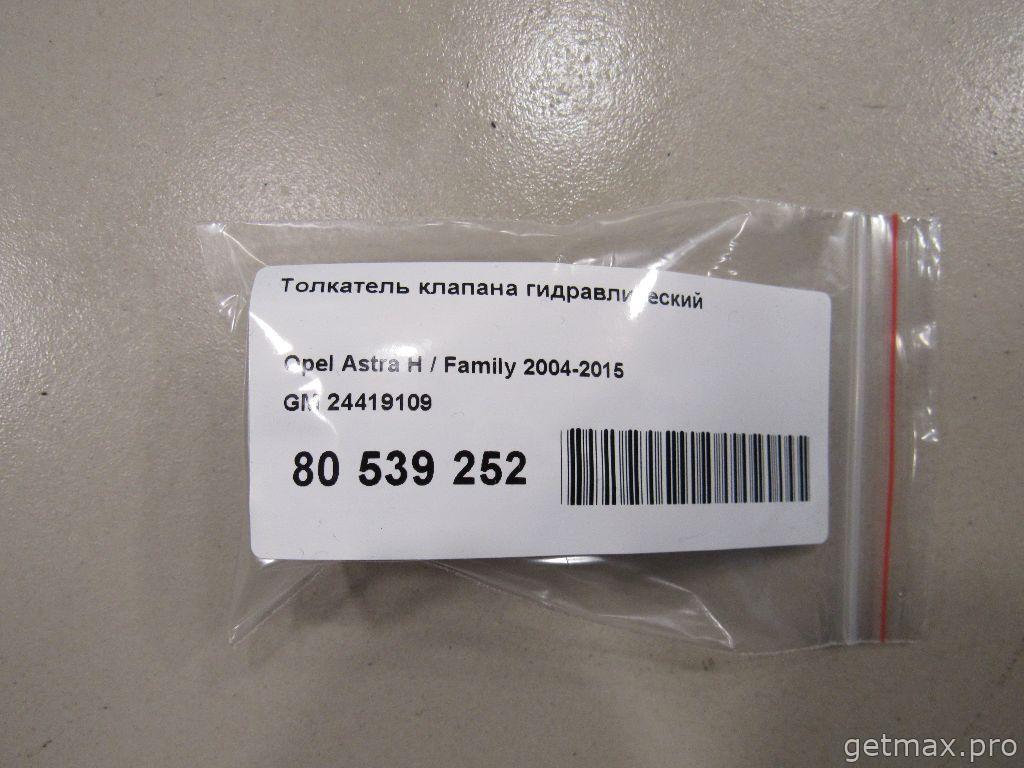 Толкатель клапана гидравлический
Opel Astra H / Family 2004-2015
GM 24419109
80 539 252
getmax.pro